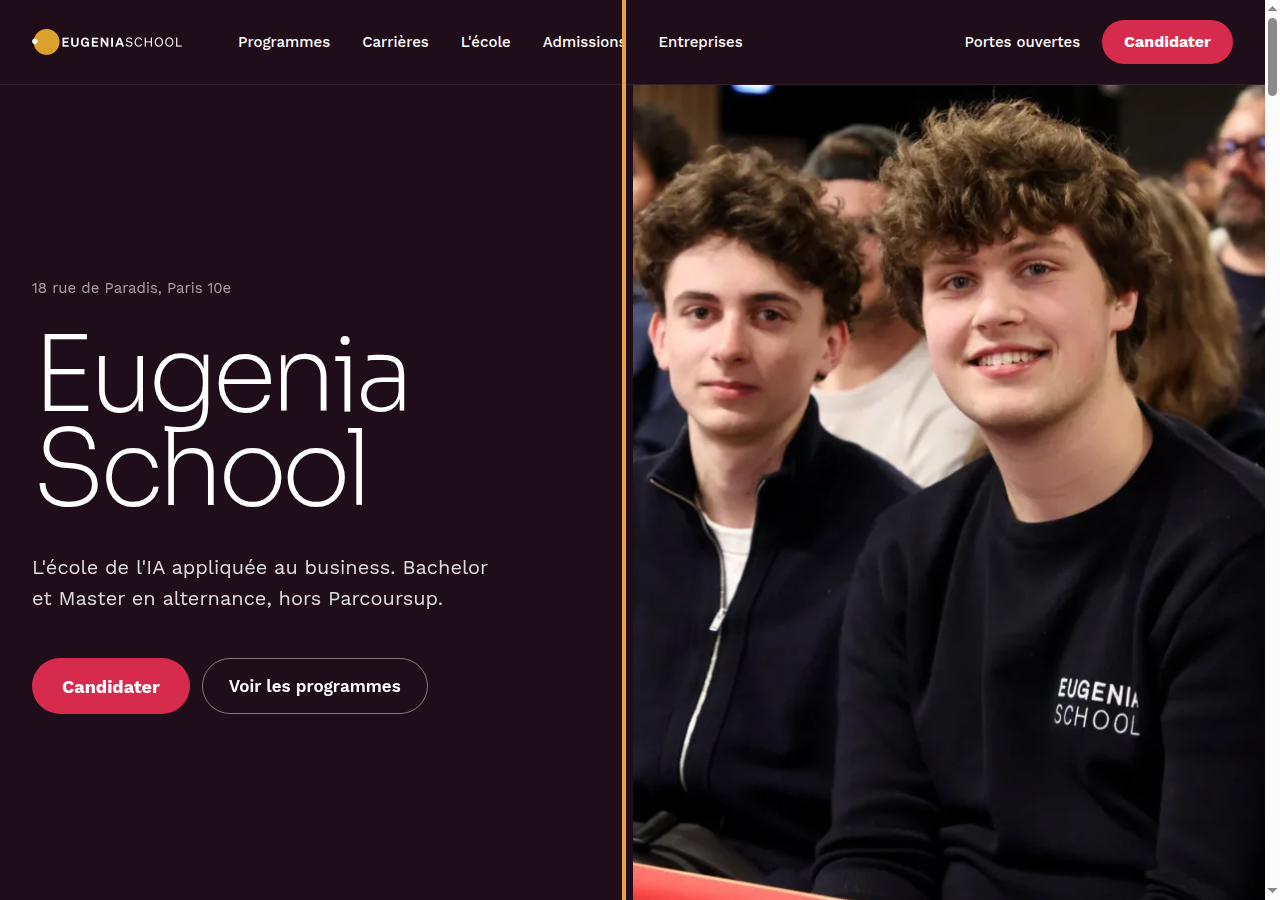 EUGENIASCHOOL
Programmes
Carrières
L'école
Admissions
Entreprises
Portes ouvertes
Candidater
18 rue de Paradis, Paris 10e
Eugenia
School
L'école de l'IA appliquée au business. Bachelor
et Master en alternance, hors Parcoursup.
Candidater
Voir les programmes
EUGENIA
SCHOOL